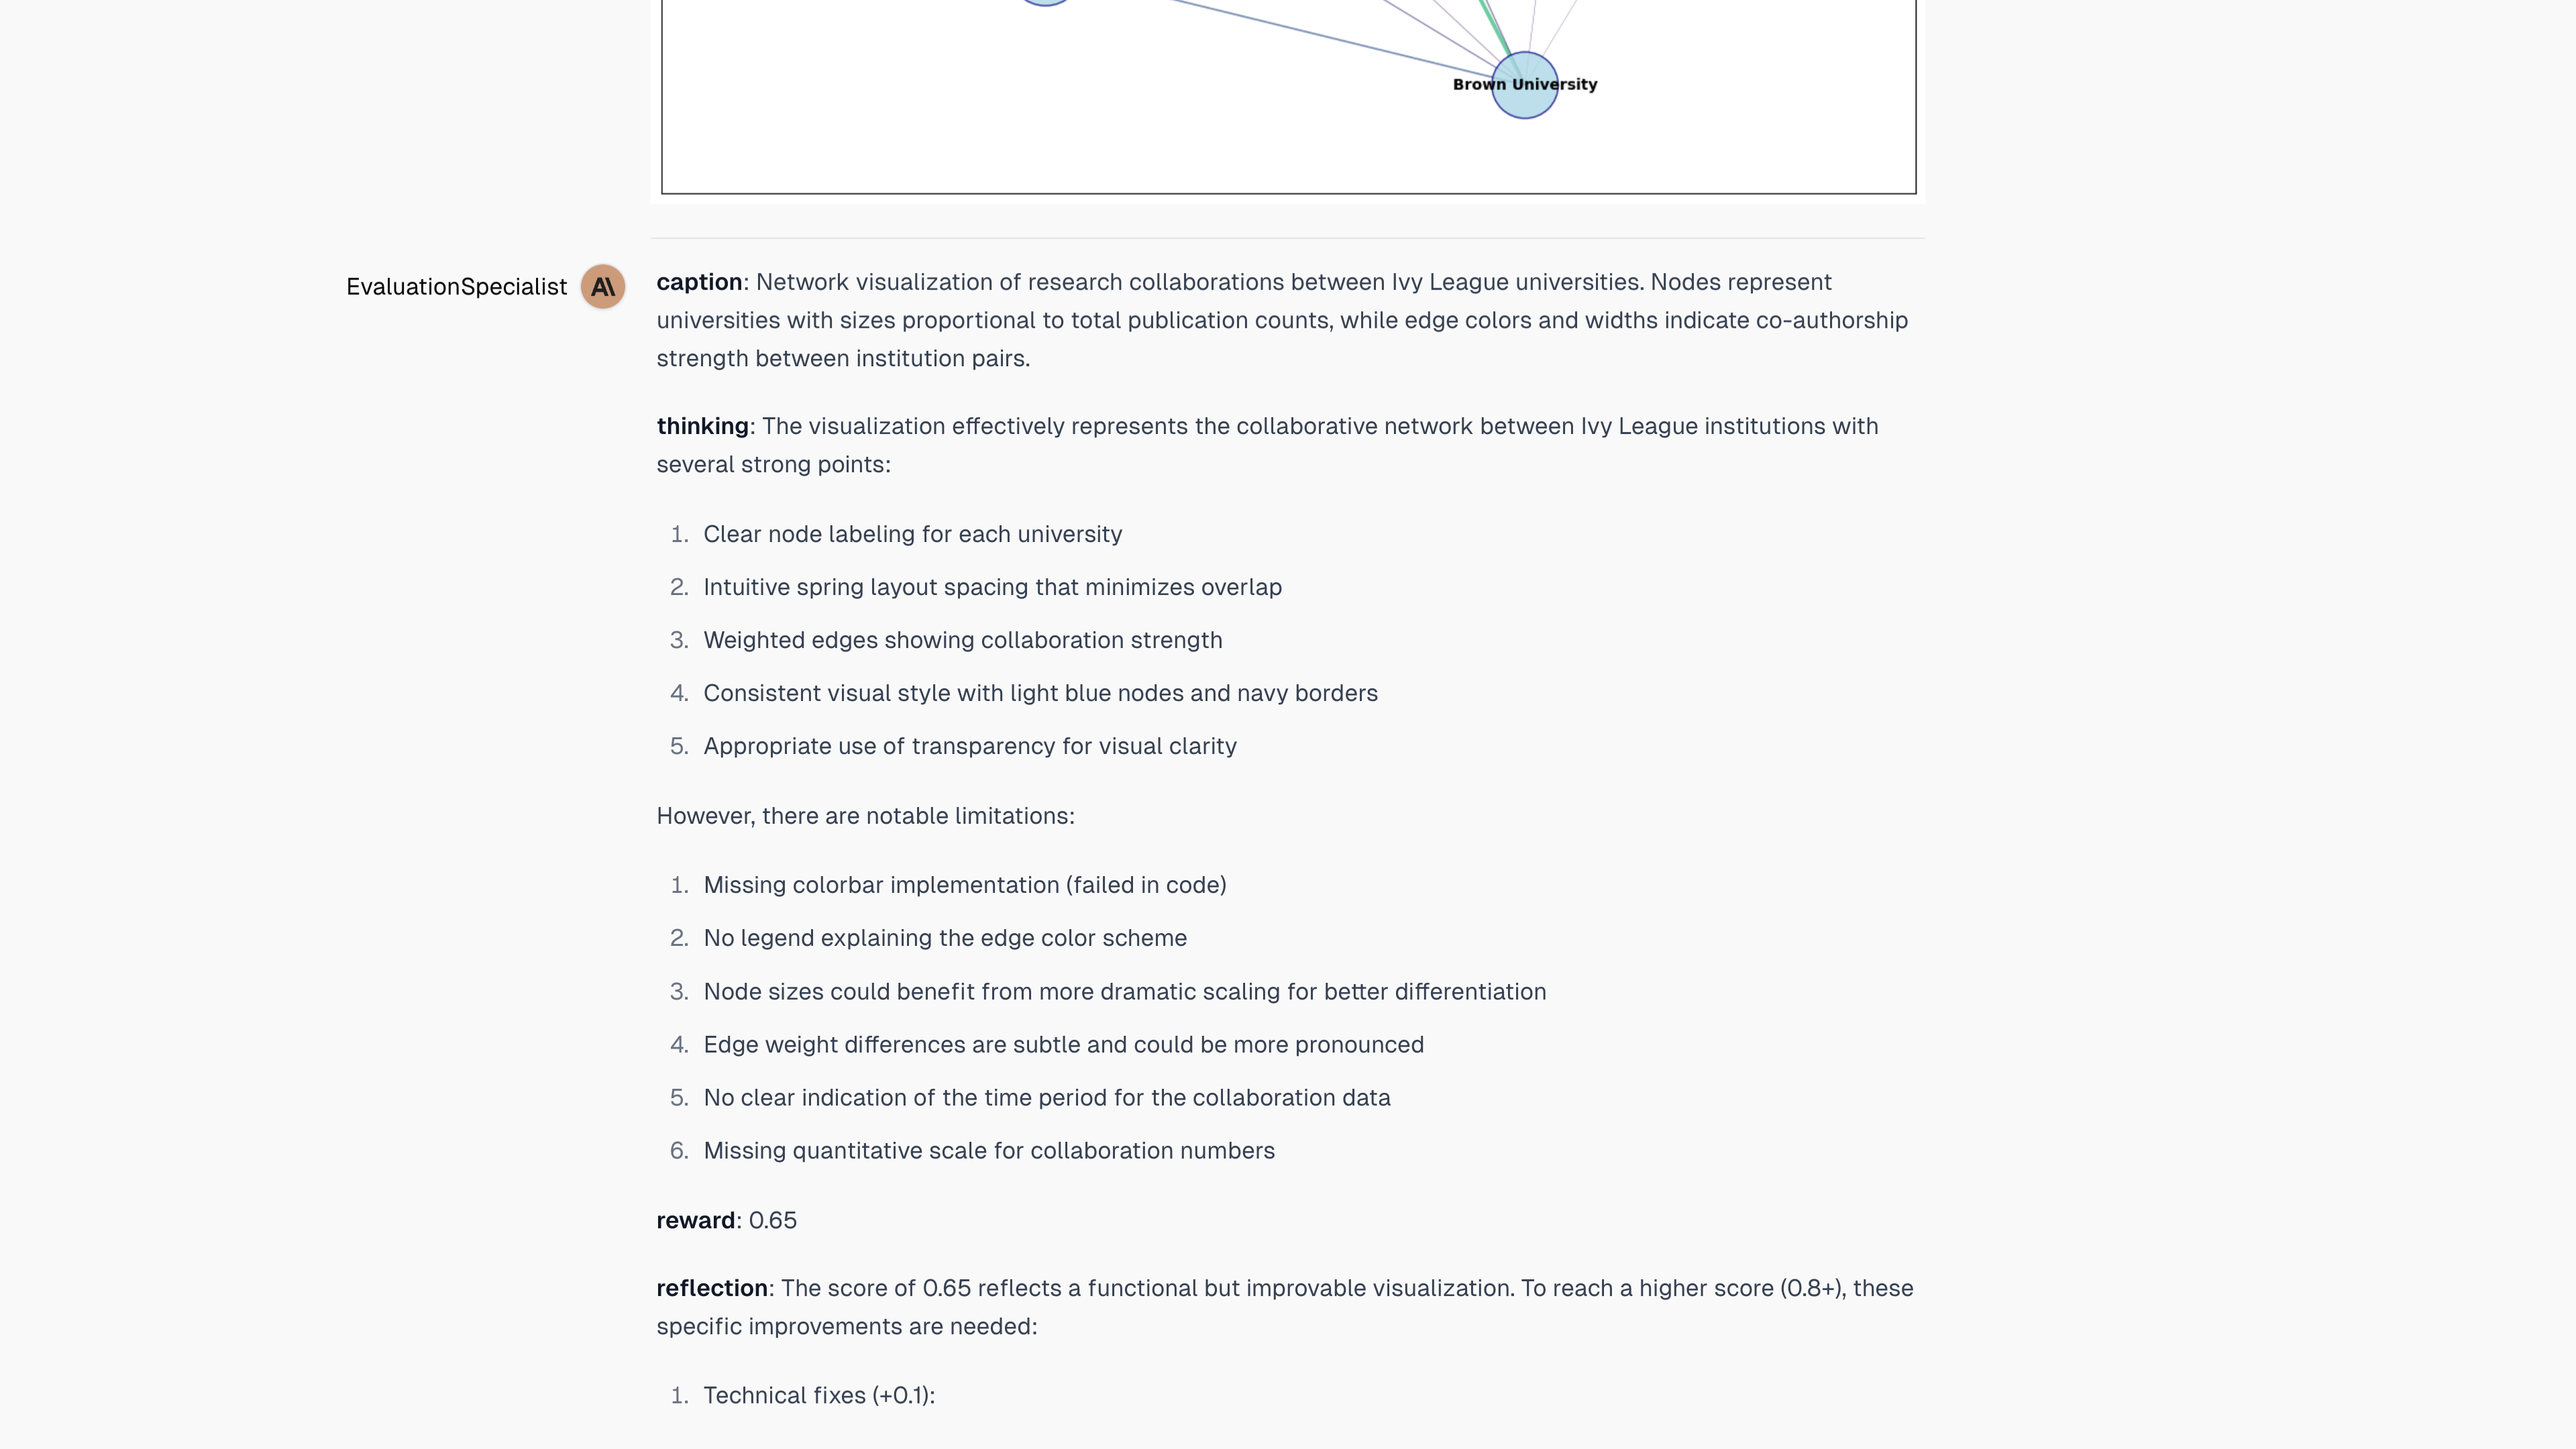 Brown University
EvaluationSpecialist
caption: Network visualization of research collaborations between Ivy League universities. Nodes represent
universities with sizes proportional to total publication counts, while edge colors and widths indicate co-authorship
strength between institution pairs.
thinking: The visualization effectively represents the collaborative network between Ivy League institutions with
several strong points:
1. Clear node labeling for each university
2. Intuitive spring layout spacing that minimizes overlap
3. Weighted edges showing collaboration strength
4. Consistent visual style with light blue nodes and navy borders
5. Appropriate use of transparency for visual clarity
However, there are notable limitations:
1. Missing colorbar implementation (failed in code)
2. No legend explaining the edge color scheme
3. Node sizes could benefit from more dramatic scaling for better differentiation
4. Edge weight differences are subtle and could be more pronounced
5. No clear indication of the time period for the collaboration data
6. Missing quantitative scale for collaboration numbers
reward: 0.65
reflection: The score of 0.65 reflects a functional but improvable visualization. To reach a higher score (0.8+), these
specific improvements are needed:
1. Technical fixes (+0.1):